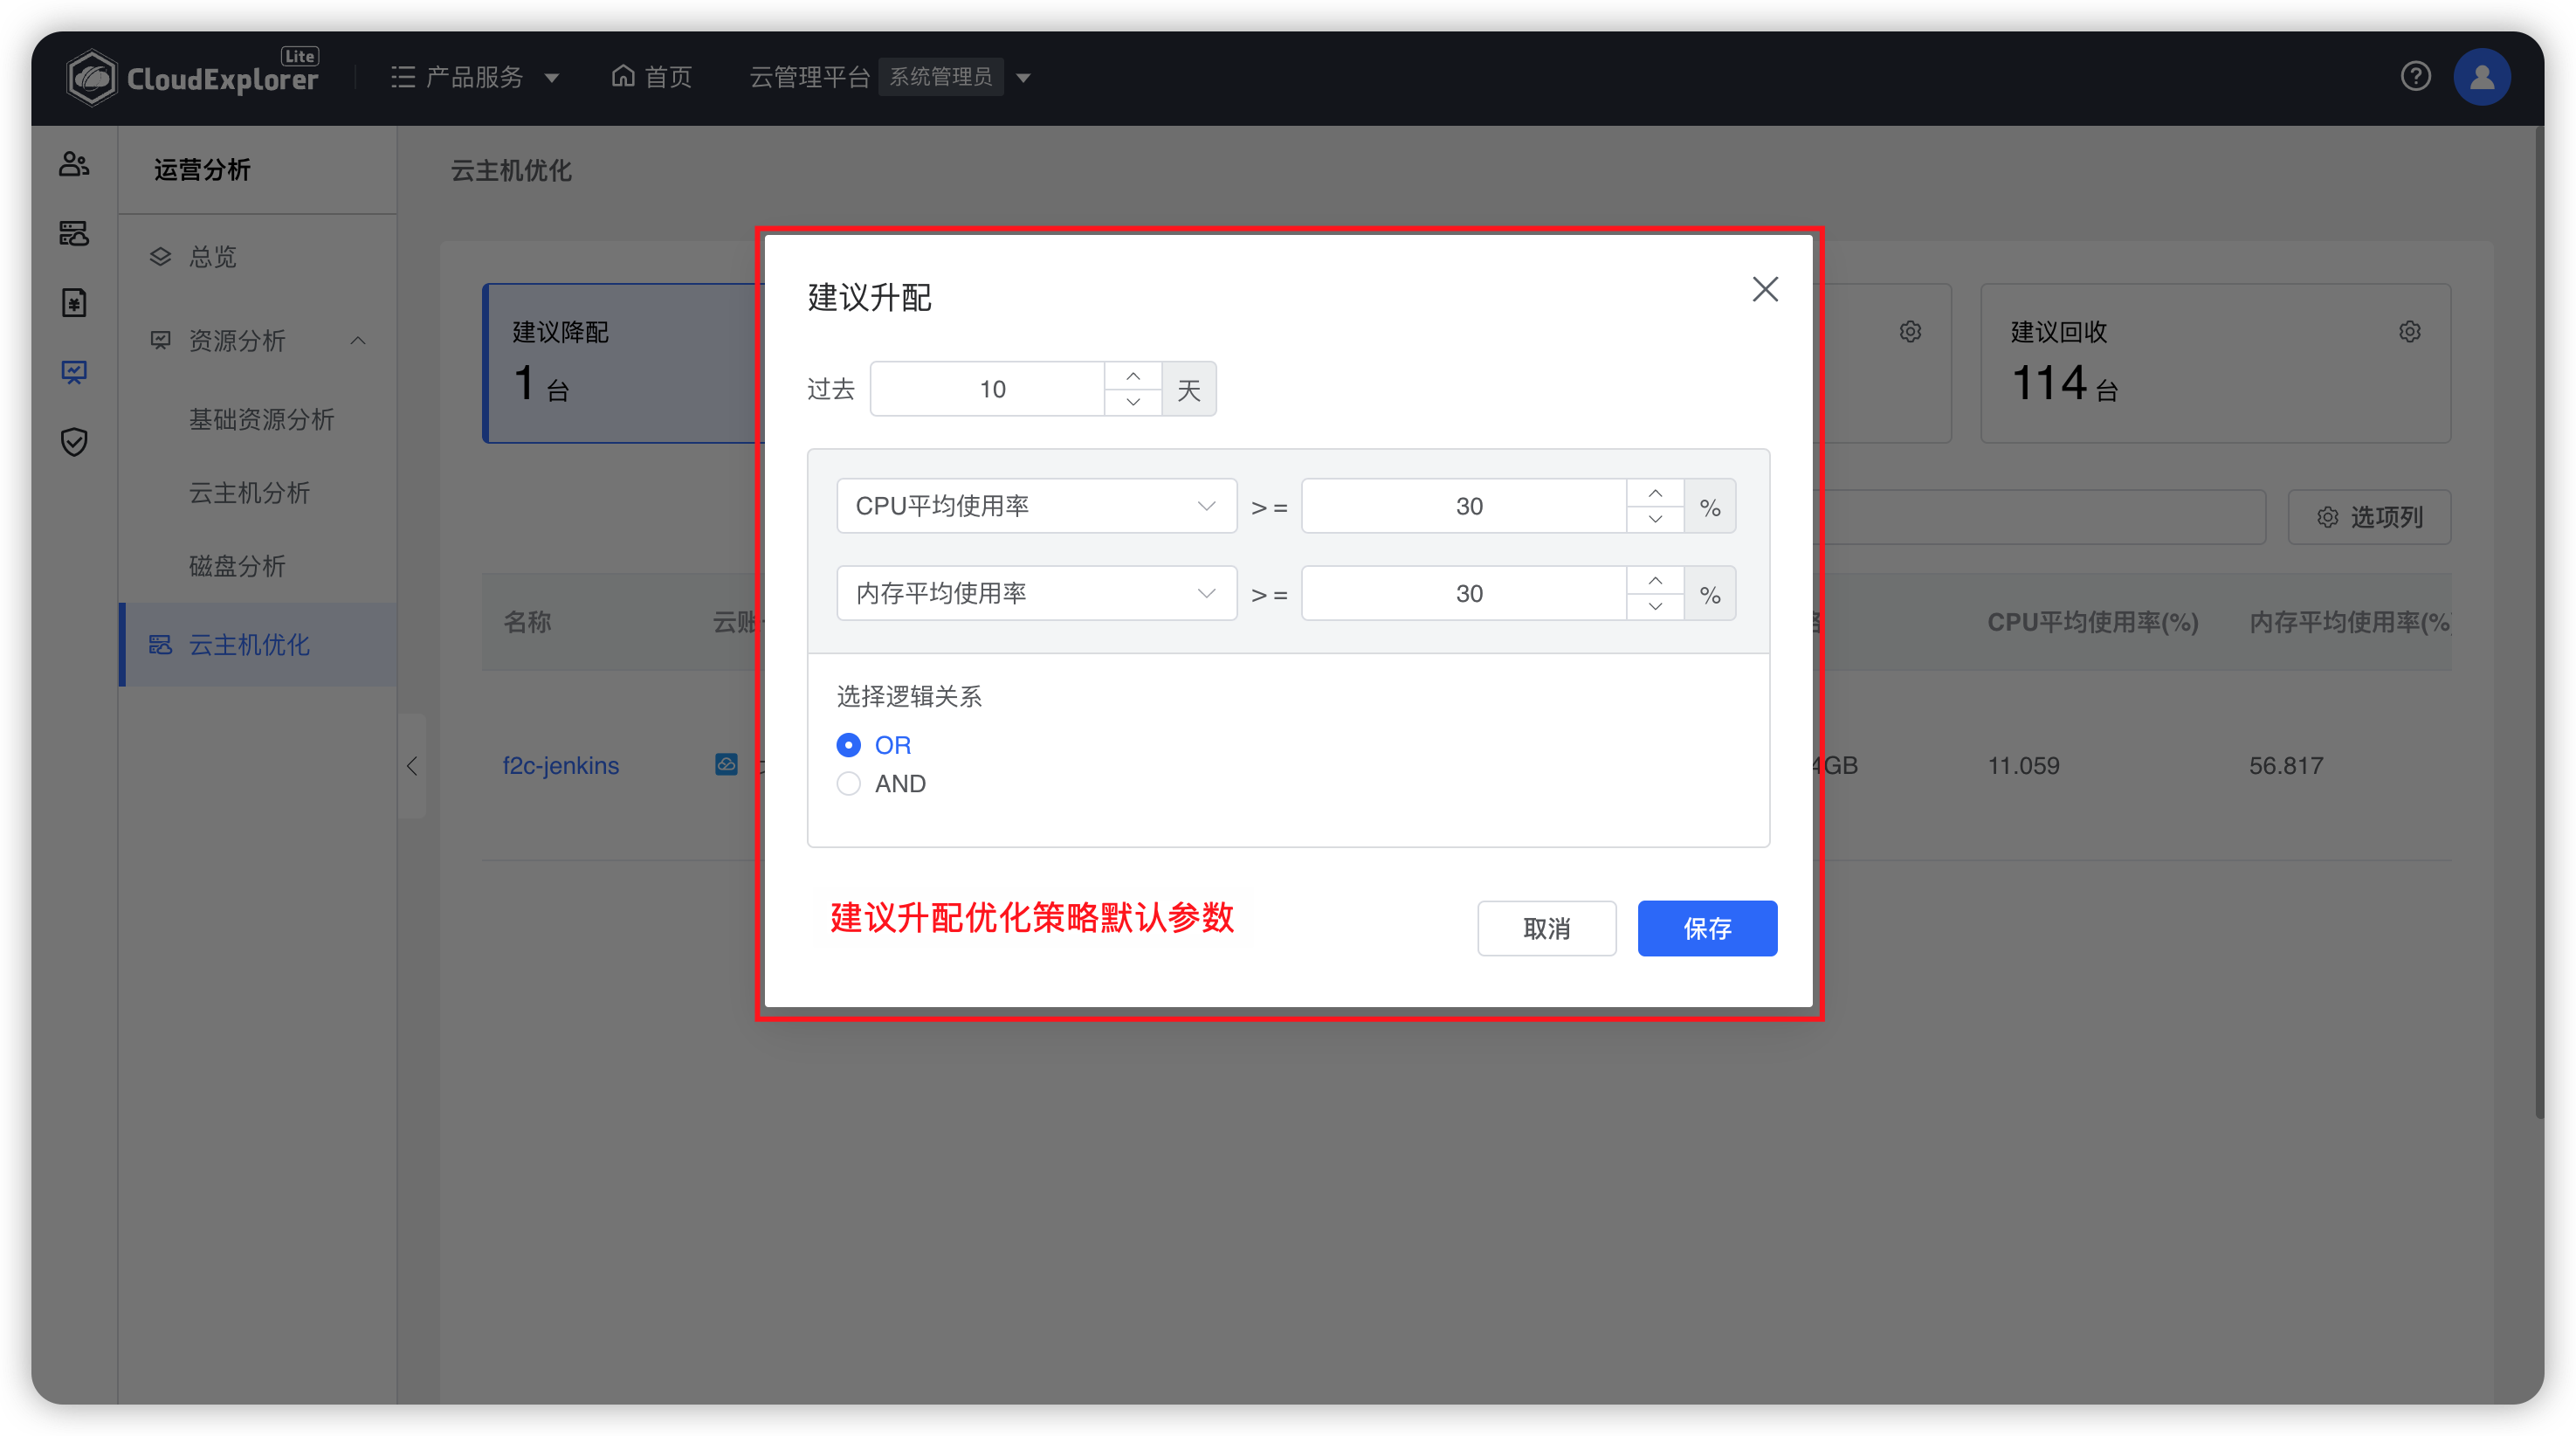 CloudExplorer Lite
产品服务
首页
云管理平台 系统管理员
运营分析
总览
资源分析
基础资源分析
云主机分析
磁盘分析
云主机优化
云主机优化
建议降配
1 台
建议回收
114 台
选项列
名称 云账 CPU平均使用率(%) 内存平均使用率(%
f2c-jenkins 4GB 11.059 56.817
建议升配
过去 10 天
CPU平均使用率 >= 30 %
内存平均使用率 >= 30 %
选择逻辑关系
OR
AND
建议升配优化策略默认参数
取消 保存